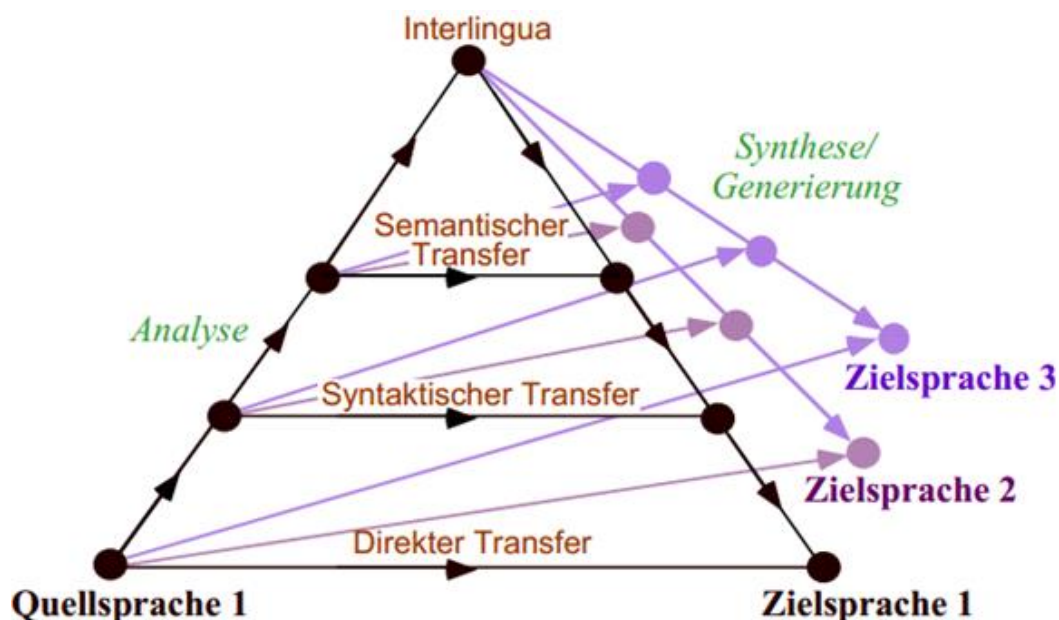 Interlingua
Synthese/
Generierung
Semantischer
Transfer
Analyse
Zielsprache 3
Syntaktischer Transfer
Zielsprache 2
Direkter Transfer
Quellsprache 1
Zielsprache 1